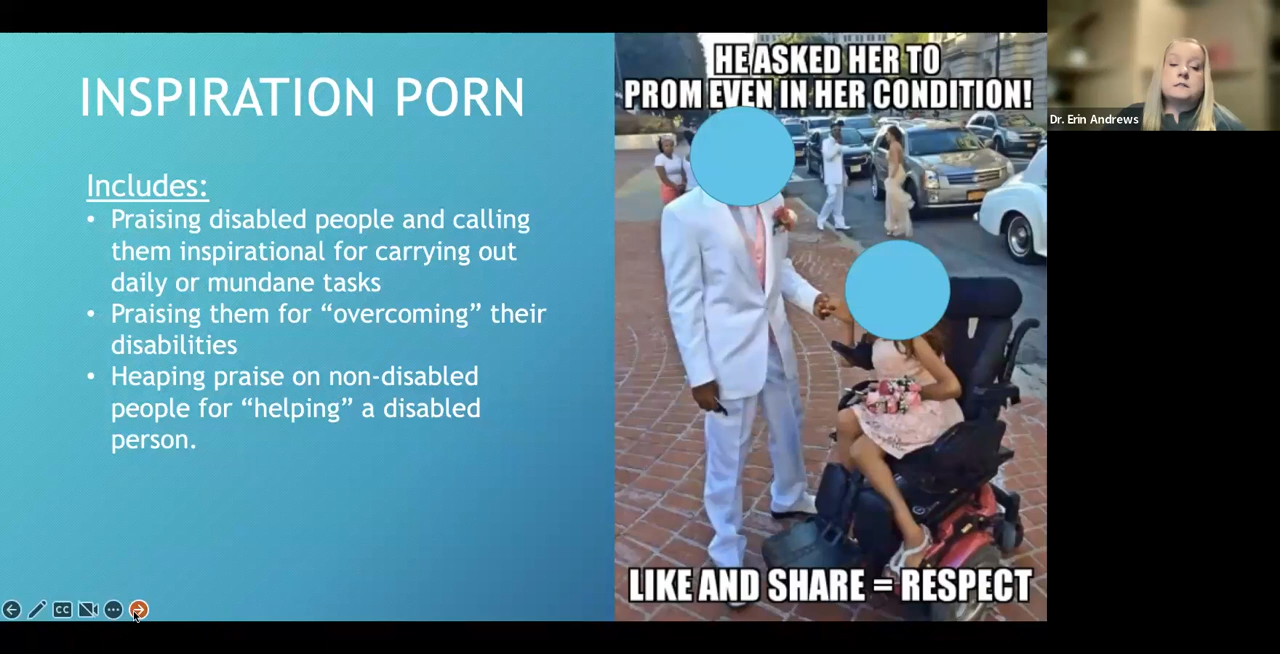 INSPIRATION PORN
Includes:
• Praising disabled people and calling
them inspirational for carrying out
daily or mundane tasks
• Praising them for “overcoming” their
disabilities
• Heaping praise on non-disabled
people for “helping” a disabled
person.
HE ASKED HER TO
PROM EVEN IN HER CONDITION!
LIKE AND SHARE = RESPECT
Dr. Erin Andrews
CC